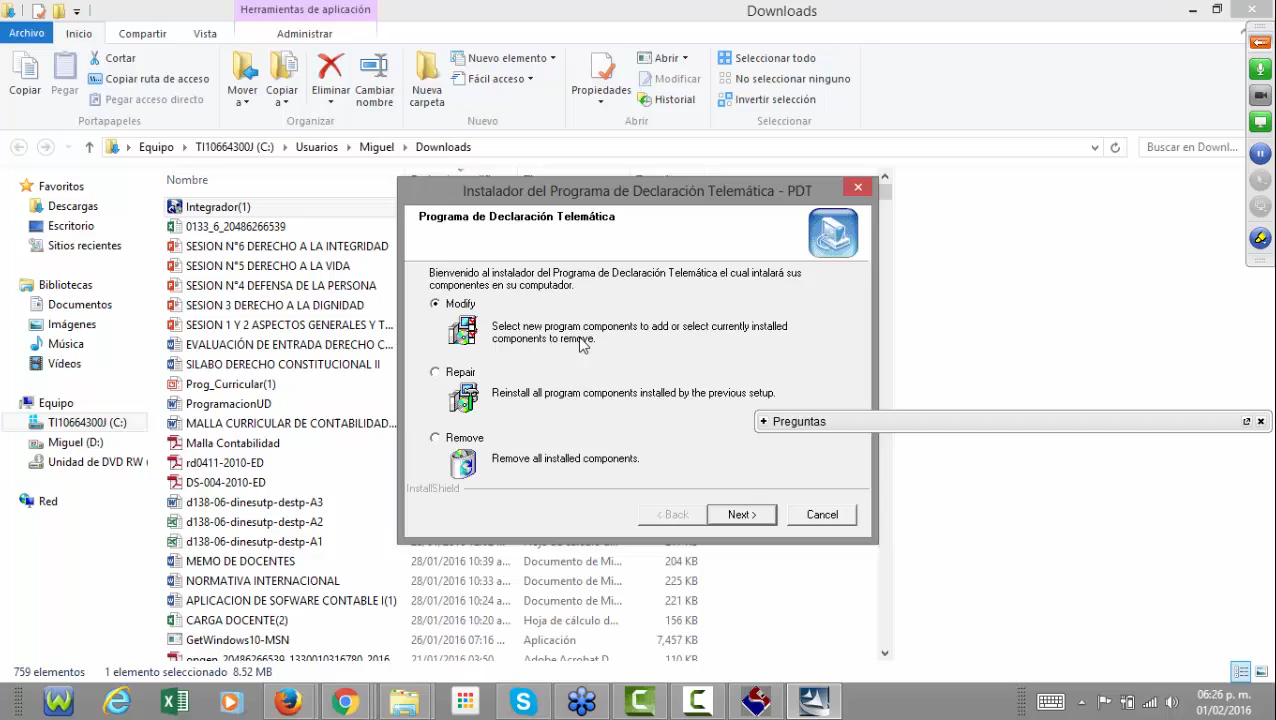 Herramientas de aplicación
Downloads
Archivo
Inicio
Compartir
Vista
Administrar
Copiar
Pegar
Cortar
Copiar ruta de acceso
Pegar acceso directo
Portapapeles
Mover a
Copiar a
Eliminar
Cambiar nombre
Organizar
Nueva carpeta
Nuevo elemento
Fácil acceso
Nuevo
Propiedades
Abrir
Modificar
Historial
Abrir
Seleccionar todo
No seleccionar ninguno
Invertir selección
Seleccionar
Equipo
TI10664300J (C:)
Usuarios
Miguel
Downloads
Buscar en Downl...
Favoritos
Descargas
Escritorio
Sitios recientes
Bibliotecas
Documentos
Imágenes
Música
Vídeos
Equipo
TI10664300J (C:)
Miguel (D:)
Unidad de DVD RW (
Red
Nombre
Integrador(1)
0133_6_20486266539
SESION N°6 DERECHO A LA INTEGRIDAD
SESION N°5 DERECHO A LA VIDA
SESION N°4 DEFENSA DE LA PERSONA
SESION 3 DERECHO A LA DIGNIDAD
SESION 1 Y 2 ASPECTOS GENERALES Y T...
EVALUACIÓN DE ENTRADA DERECHO C...
SILABO DERECHO CONSTITUCIONAL II
Prog_Curricular(1)
ProgramacionUD
MALLA CURRICULAR DE CONTABILIDAD...
Malla Contabilidad
rd0411-2010-ED
DS-004-2010-ED
d138-06-dinesutp-destp-A3
d138-06-dinesutp-destp-A2
d138-06-dinesutp-destp-A1
MEMO DE DOCENTES 28/01/2016 10:39 a... Documento de Mi... 204 KB
NORMATIVA INTERNACIONAL 28/01/2016 10:33 a... Documento de Mi... 225 KB
APLICACION DE SOFWARE CONTABLE I(1) 28/01/2016 10:24 a... Documento de Mi... 221 KB
CARGA DOCENTE(2) 28/01/2016 10:20 a... Hoja de cálculo d... 156 KB
GetWindows10-MSN 26/01/2016 07:16 ... Aplicación 7,457 KB
Instalador del Programa de Declaración Telemática - PDT
Programa de Declaración Telemática
Bienvenido al instalador del Programa de Declaración Telemática el cual intalará sus
componentes en su computador.
Modify
Select new program components to add or select currently installed
components to remove.
Repair
Reinstall all program components installed by the previous setup.
Remove
Remove all installed components.
InstallShield
< Back
Next >
Cancel
+ Preguntas
759 elementos
1 elemento seleccionado 8.52 MB
06:26 p. m.
01/02/2016